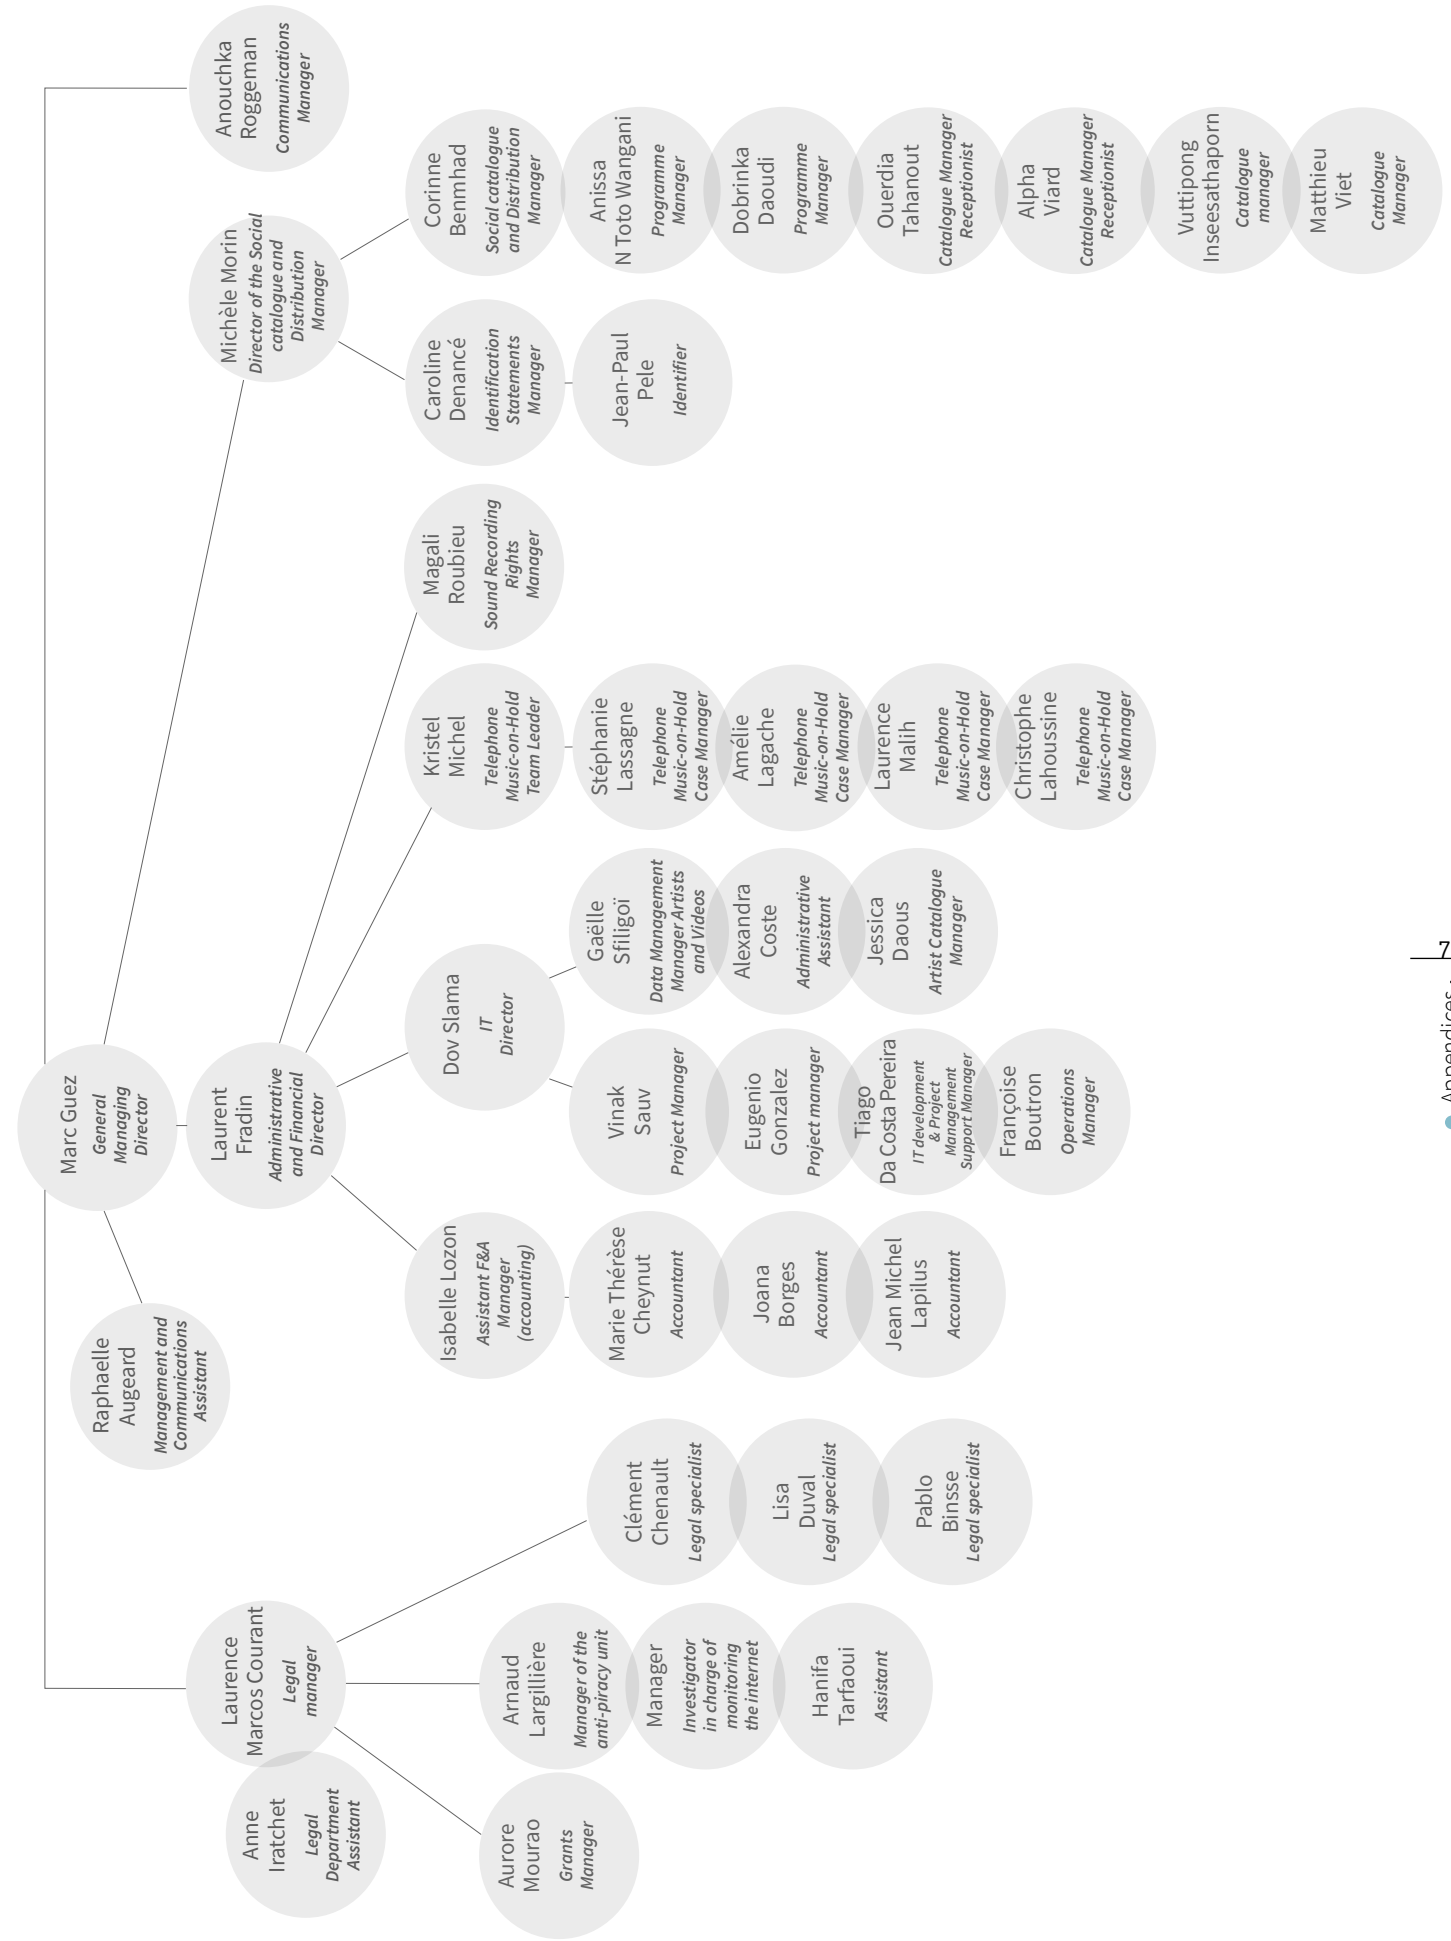 Marc Guez
General
Managing
Director
Raphaelle
Augeard
Management and
Communications
Assistant
Laurence
Marcos Courant
Legal
manager
Anne
Iratchet
Legal
Department
Assistant
Laurent
Fradin
Administrative
and Financial
Director
Michèle Morin
Director of the Social
catalogue and
Distribution
Manager
Anouchka
Roggeman
Communications
Manager
Aurore
Mourao
Grants
Manager
Arnaud
Largillière
Manager of the
anti-piracy unit
Manager
Investigator
in charge of
monitoring
the internet
Hanifa
Tarfaoui
Assistant
Clément
Chenault
Legal specialist
Lisa
Duval
Legal specialist
Pablo
Binsse
Legal specialist
Isabelle Lozon
Assistant F&A
Manager
(accounting)
Marie Thérèse
Cheynut
Accountant
Joana
Borges
Accountant
Jean Michel
Lapilus
Accountant
Dov Slama
IT
Director
Vinak
Sauv
Project Manager
Eugenio
Gonzalez
Project manager
Tiago
Da Costa Pereira
IT development
& Project
Management
Support Manager
Françoise
Boutron
Operations
Manager
Gaëlle
Sfiligoï
Data Management
Manager Artists
and Videos
Alexandra
Coste
Administrative
Assistant
Jessica
Daous
Artist Catalogue
Manager
Kristel
Michel
Telephone
Music-on-Hold
Team Leader
Stéphanie
Lassagne
Telephone
Music-on-Hold
Case Manager
Amélie
Lagache
Telephone
Music-on-Hold
Case Manager
Laurence
Malih
Telephone
Music-on-Hold
Case Manager
Christophe
Lahoussine
Telephone
Music-on-Hold
Case Manager
Magali
Roubieu
Sound Recording
Rights
Manager
Caroline
Denancé
Identification
Statements
Manager
Jean-Paul
Pele
Identifier
Corinne
Benmhad
Social catalogue
and Distribution
Manager
Anissa
N Toto Wangani
Programme
Manager
Dobrinka
Daoudi
Programme
Manager
Ouerdia
Tahanout
Catalogue Manager
Receptionist
Alpha
Viard
Catalogue Manager
Receptionist
Vuttipong
Inseesathaporn
Catalogue
manager
Matthieu
Viet
Catalogue
Manager
7
Appendices